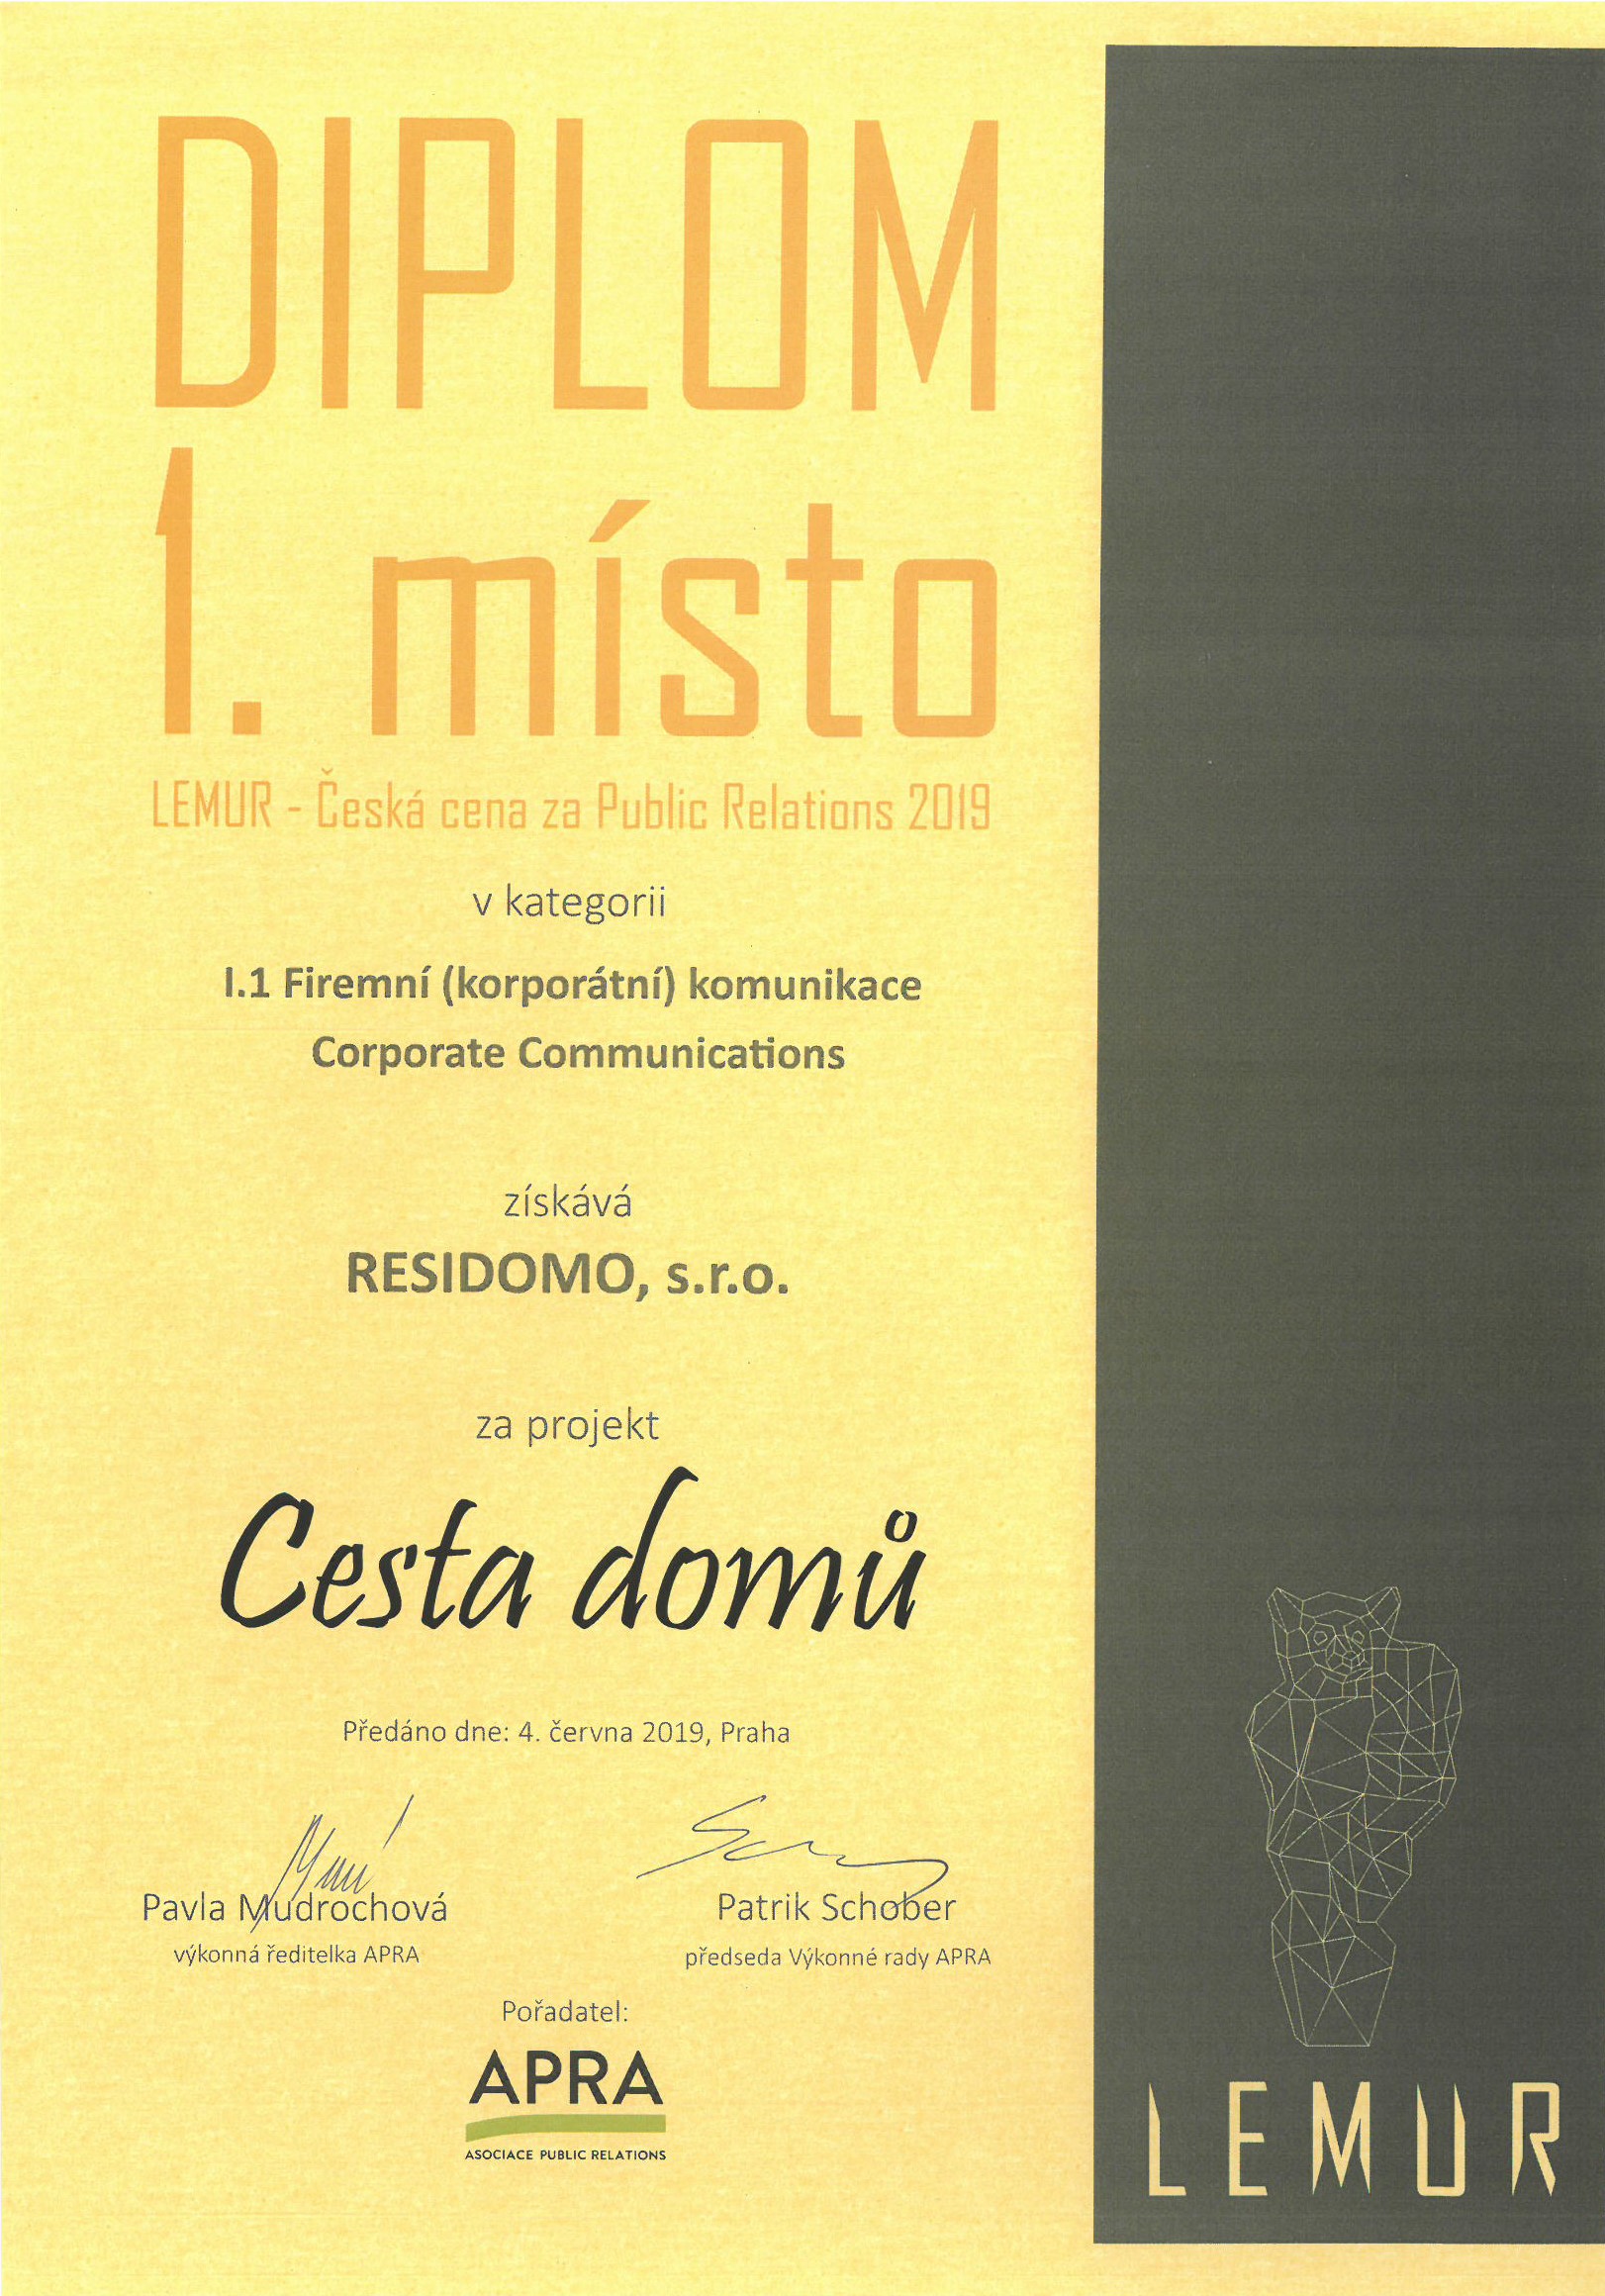 DIPLOM
1. místo
LEMUR - Česká cena za Public Relations 2019
v kategorii
I.1 Firemní (korporátní) komunikace
Corporate Communications
získává
RESIDOMO, s.r.o.
za projekt
Cesta domů
Předáno dne: 4. června 2019, Praha
Pavla Mudrochová
výkonná ředitelka APRA
Patrik Schober
předseda Výkonné rady APRA
Pořadatel:
APRA
ASOCIACE PUBLIC RELATIONS
LEMUR